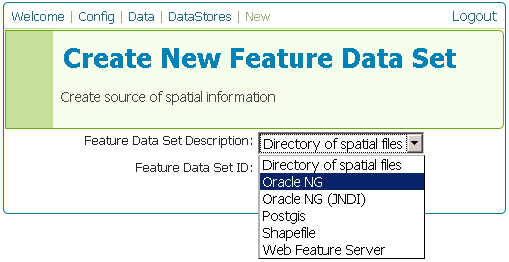 Welcome | Config | Data | DataStores | New Logout
Create New Feature Data Set
Create source of spatial information
Feature Data Set Description: Directory of spatial files
Feature Data Set ID:
Directory of spatial files
Oracle NG
Oracle NG (JNDI)
Postgis
Shapefile
Web Feature Server